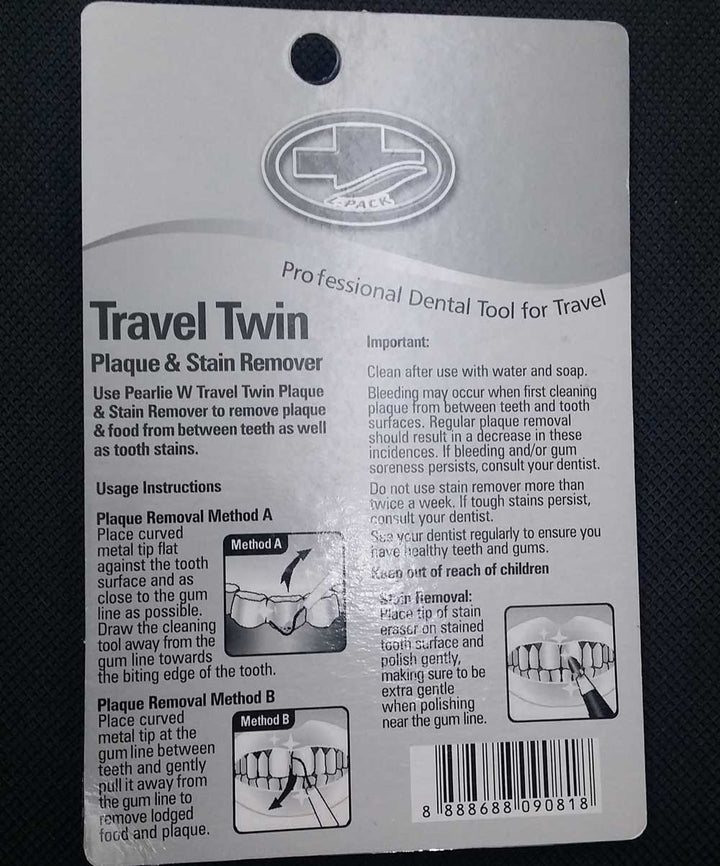 L-PACK
Professional Dental Tool for Travel
Travel Twin
Plaque & Stain Remover
Use Pearlie W Travel Twin Plaque
& Stain Remover to remove plaque
& food from between teeth as well
as tooth stains.
Usage Instructions
Plaque Removal Method A
Place curved
metal tip flat
against the tooth
surface and as
close to the gum
line as possible.
Draw the cleaning
tool away from the
gum line towards
the biting edge of the tooth.
Method A
Plaque Removal Method B
Place curved
metal tip at the
gum line between
teeth and gently
pull it away from
the gum line to
remove lodged
food and plaque.
Method B
Important:
Clean after use with water and soap.
Bleeding may occur when first cleaning
plaque from between teeth and tooth
surfaces. Regular plaque removal
should result in a decrease in these
incidences. If bleeding and/or gum
soreness persists, consult your dentist.
Do not use stain remover more than
twice a week. If tough stains persist,
consult your dentist.
See your dentist regularly to ensure you
have healthy teeth and gums.
Keep out of reach of children
Stain Removal:
Place tip of stain
eraser on stained
tooth surface and
polish gently,
making sure to be
extra gentle
when polishing
near the gum line.
8 888688 090818